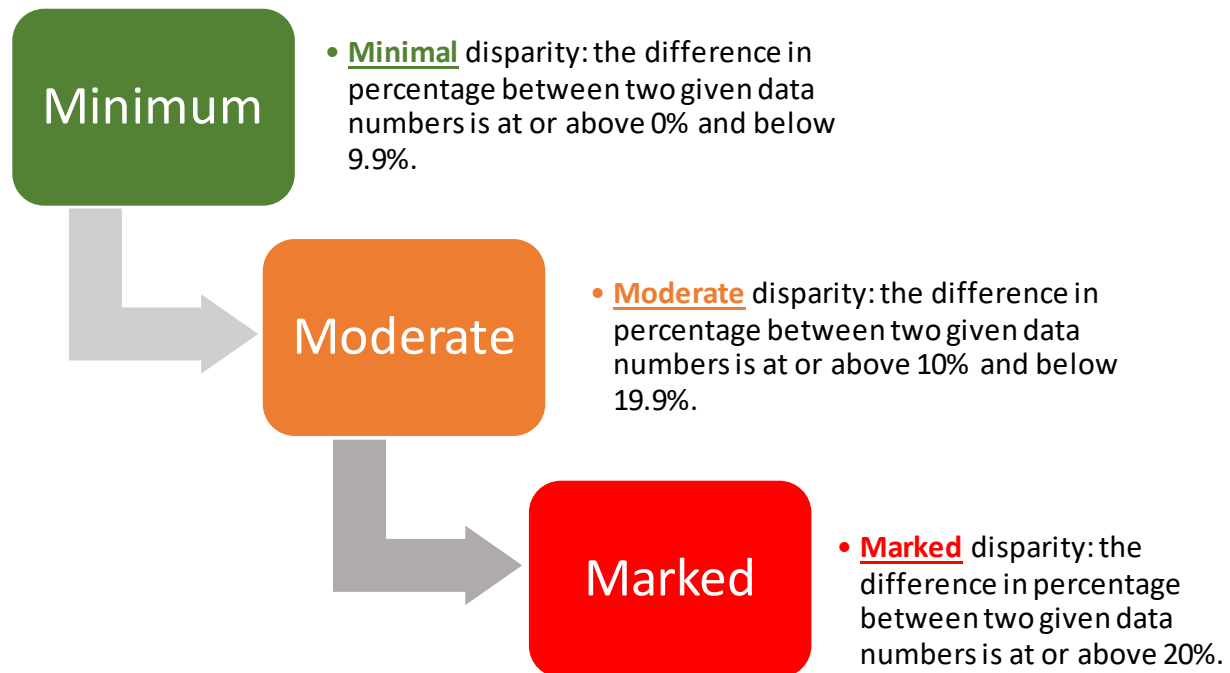 Minimum
• Minimal disparity: the difference in
percentage between two given data
numbers is at or above 0% and below
9.9%.
Moderate
• Moderate disparity: the difference in
percentage between two given data
numbers is at or above 10% and below
19.9%.
Marked
• Marked disparity: the
difference in percentage
between two given data
numbers is at or above 20%.